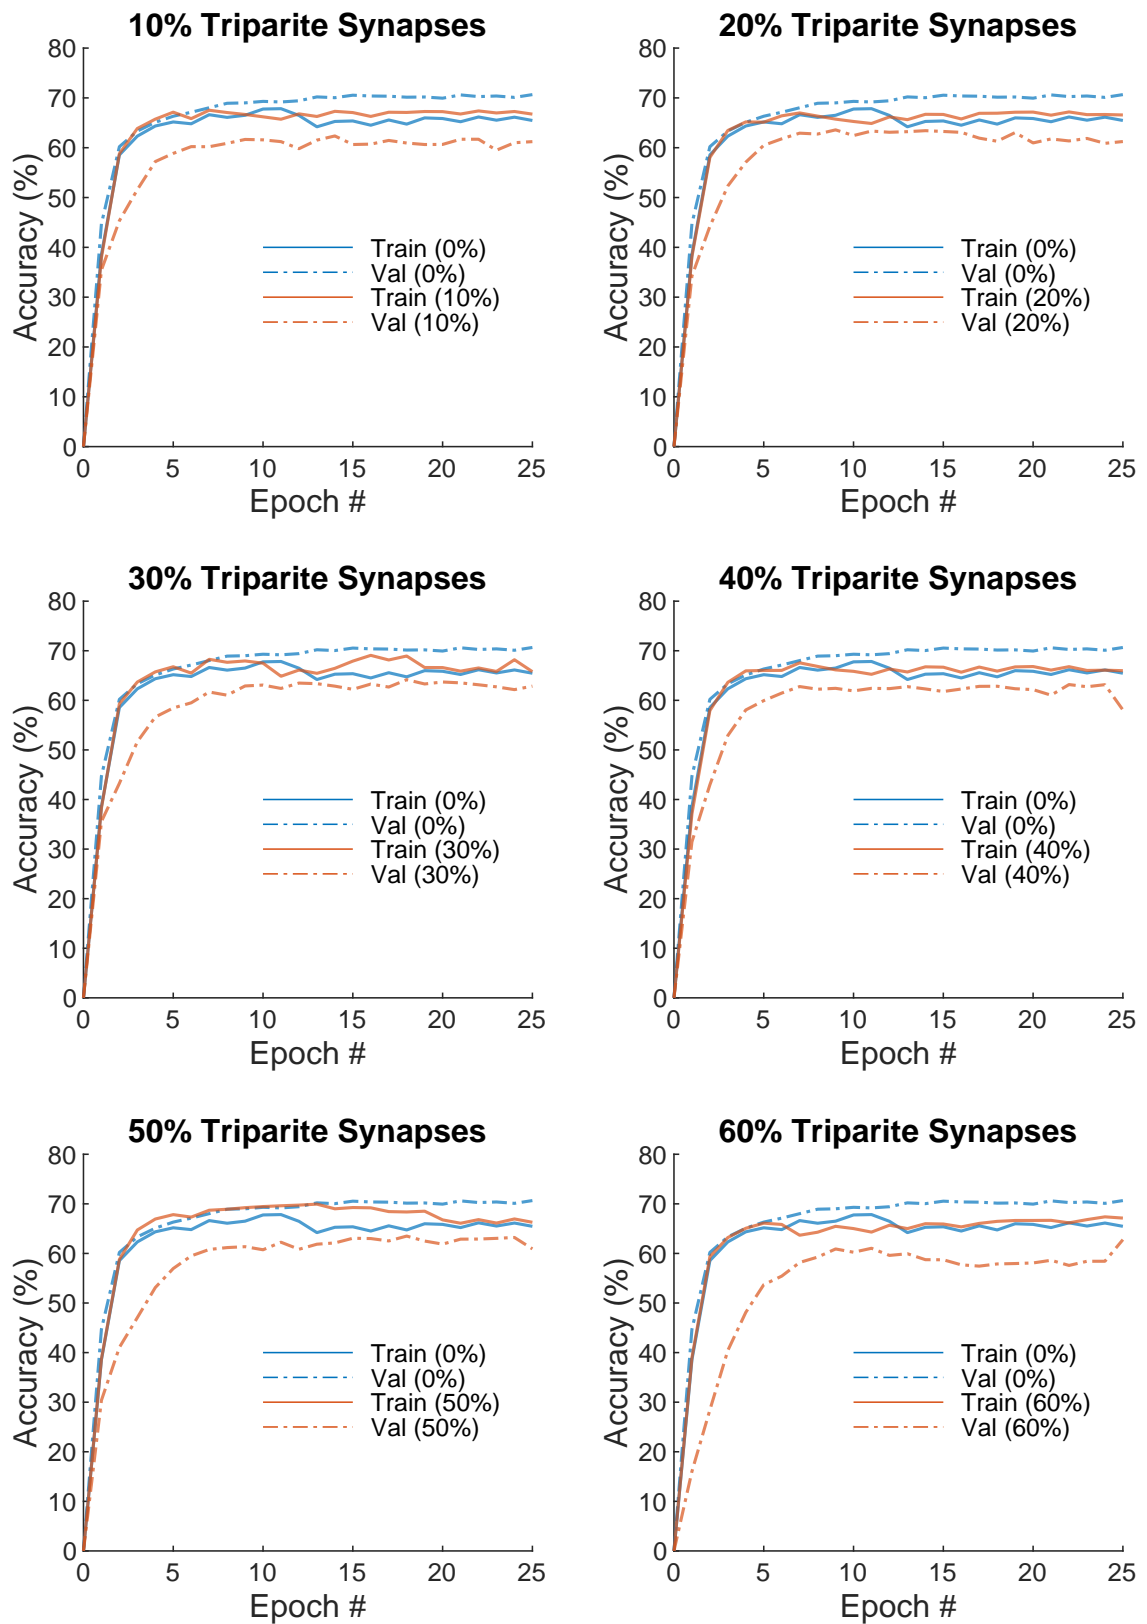 10% Triparite Synapses
80
70
60
50
40
30
20
10
0
Accuracy (%)
Train (0%)
Val (0%)
Train (10%)
Val (10%)
0 5 10 15 20 25
Epoch #
20% Triparite Synapses
80
70
60
50
40
30
20
10
0
Accuracy (%)
Train (0%)
Val (0%)
Train (20%)
Val (20%)
0 5 10 15 20 25
Epoch #
30% Triparite Synapses
80
70
60
50
40
30
20
10
0
Accuracy (%)
Train (0%)
Val (0%)
Train (30%)
Val (30%)
0 5 10 15 20 25
Epoch #
40% Triparite Synapses
80
70
60
50
40
30
20
10
0
Accuracy (%)
Train (0%)
Val (0%)
Train (40%)
Val (40%)
0 5 10 15 20 25
Epoch #
50% Triparite Synapses
80
70
60
50
40
30
20
10
0
Accuracy (%)
Train (0%)
Val (0%)
Train (50%)
Val (50%)
0 5 10 15 20 25
Epoch #
60% Triparite Synapses
80
70
60
50
40
30
20
10
0
Accuracy (%)
Train (0%)
Val (0%)
Train (60%)
Val (60%)
0 5 10 15 20 25
Epoch #